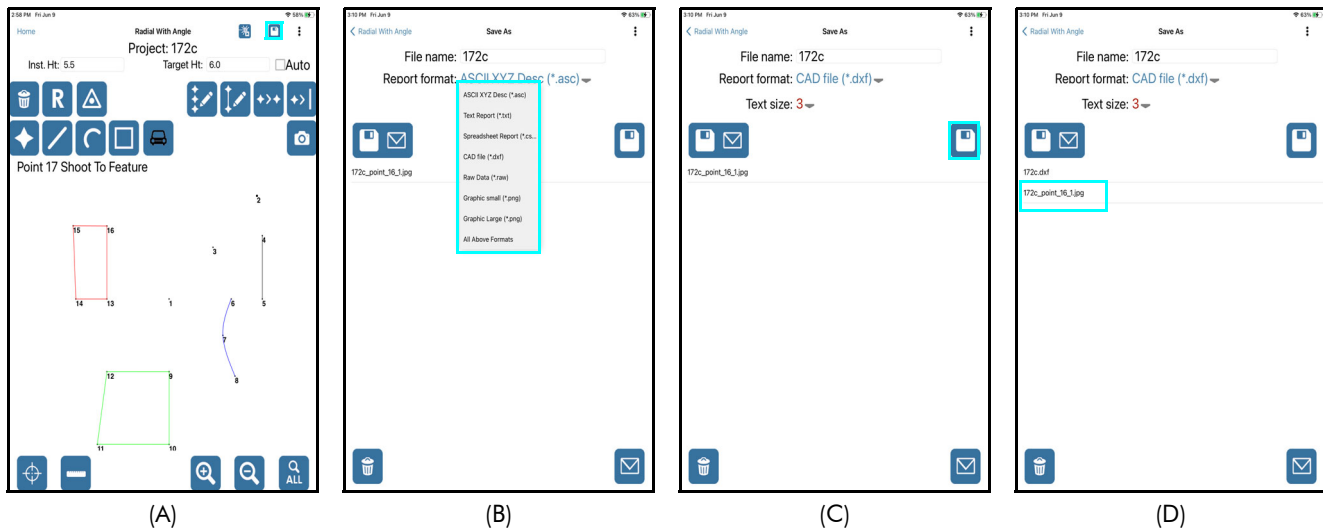 2:58 PM Fri Jun 9
58%
Home
Radial With Angle
Project: 172c
Inst. Ht: 5.5
Target Ht: 6.0
Auto
R
Point 17 Shoot To Feature
2
15
16
4
3
14
13
1
6
5
7
12
9
8
11
10
ALL
(A)
3:10 PM Fri Jun 9
63%
Radial With Angle
Save As
File name: 172c
Report format: ASCII XYZ Desc (*.asc)
ASCII XYZ Desc (*.asc)
Text Report (*.txt)
Spreadsheet Report (*.cs...
CAD file (*.dxf)
Raw Data (*.raw)
Graphic small (*.png)
Graphic Large (*.png)
All Above Formats
172c_point_16_1.jpg
(B)
3:10 PM Fri Jun 9
63%
Radial With Angle
Save As
File name: 172c
Report format: CAD file (*.dxf)
Text size: 3
172c_point_16_1.jpg
(C)
3:10 PM Fri Jun 9
63%
Radial With Angle
Save As
File name: 172c
Report format: CAD file (*.dxf)
Text size: 3
172c.dxf
172c_point_16_1.jpg
(D)